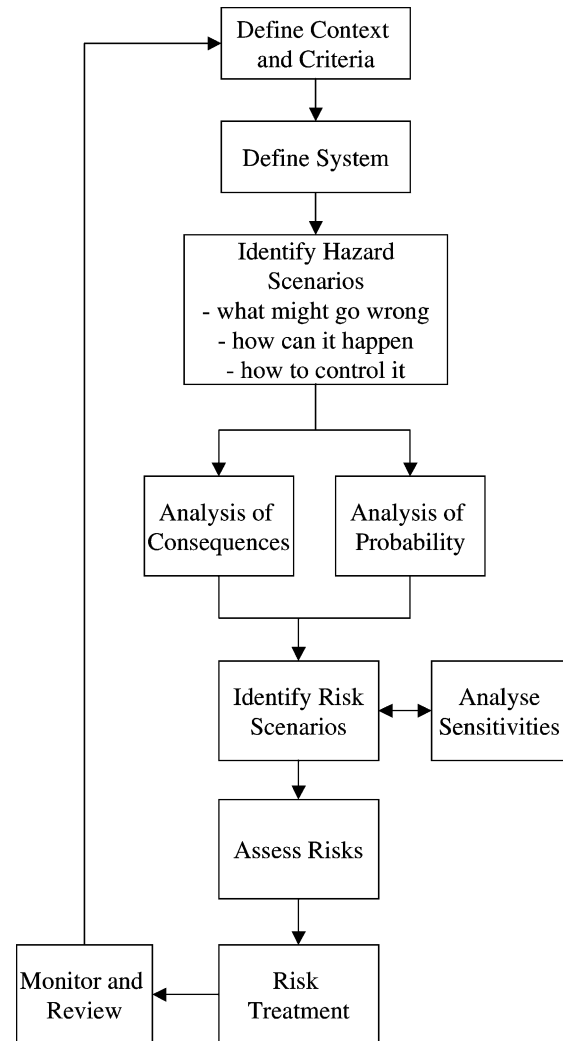 Define Context
and Criteria
Define System
Identify Hazard
Scenarios
- what might go wrong
- how can it happen
- how to control it
Analysis of
Consequences
Analysis of
Probability
Identify Risk
Scenarios
Analyse
Sensitivities
Assess Risks
Monitor and
Review
Risk
Treatment